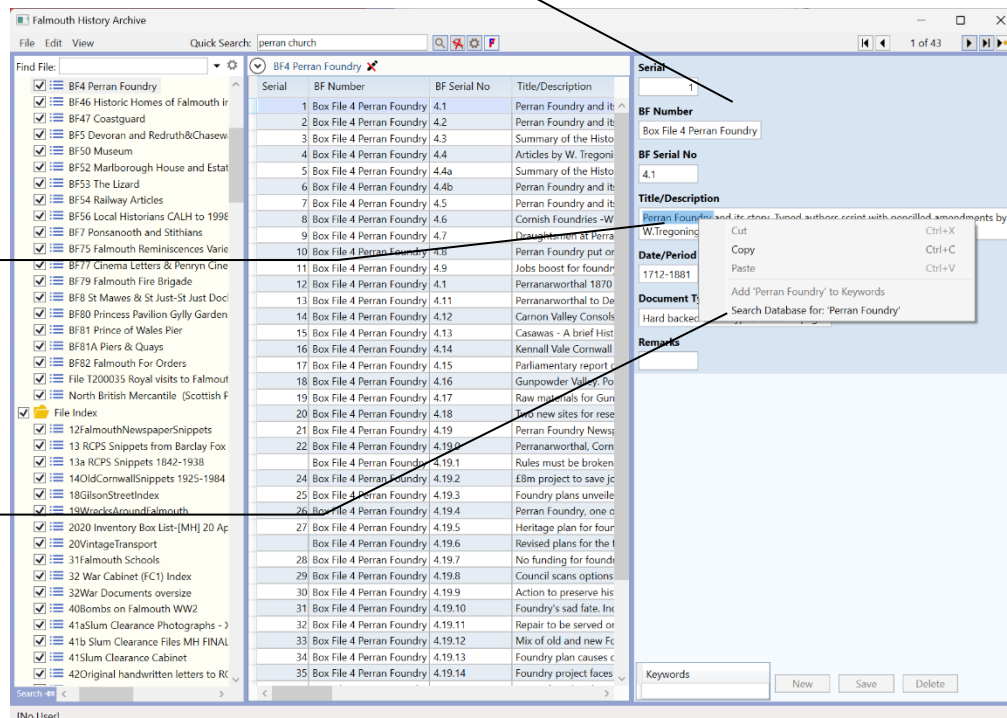 Falmouth History Archive
File Edit View Quick Search: perran church 1 of 43
Find File:
BF4 Perran Foundry
BF46 Historic Homes of Falmouth in
BF47 Coastguard
BF5 Devoran and Redruth&Chasew
BF50 Museum
BF52 Marlborough House and Estat
BF53 The Lizard
BF54 Railway Articles
BF56 Local Historians CALH to 1998
BF7 Ponsanooth and Stithians
BF75 Falmouth Reminiscences Varie
BF77 Cinema Letters & Penryn Cine
BF79 Falmouth Fire Brigade
BF8 St Mawes & St Just-St Just Doc
BF80 Princess Pavilion Gylly Garden
BF81 Prince of Wales Pier
BF81A Piers & Quays
BF82 Falmouth For Orders
File T200035 Royal visits to Falmout
North British Mercantile (Scottish P
File Index
12FalmouthNewspaperSnippets
13 RCPS Snippets from Barclay Fox
13a RCPS Snippets 1842-1938
14OldCornwallSnippets 1925-1984
18GilsonStreetIndex
19WrecksAroundFalmouth
2020 Inventory Box List-[MH] 20 Ap
20VintageTransport
31Falmouth Schools
32 War Cabinet (FC1) Index
32War Documents oversize
40Bombs on Falmouth WW2
41aSlum Clearance Photographs - X
41b Slum Clearance Files MH FINAL
41Slum Clearance Cabinet
42Original handwritten letters to RC
Search
[No User]
BF4 Perran Foundry
Serial BF Number BF Serial No Title/Description
1 Box File 4 Perran Foundry 4.1 Perran Foundry and its
2 Box File 4 Perran Foundry 4.2 Perran Foundry and its
3 Box File 4 Perran Foundry 4.3 Summary of the Histo
4 Box File 4 Perran Foundry 4.4 Articles by W. Tregoni
5 Box File 4 Perran Foundry 4.4a Summary of the Histo
6 Box File 4 Perran Foundry 4.4b Perran Foundry and its
7 Box File 4 Perran Foundry 4.5 Perran Foundry and its
8 Box File 4 Perran Foundry 4.6 Cornish Foundries -W
9 Box File 4 Perran Foundry 4.7 Draughtsmen at Perra
10 Box File 4 Perran Foundry 4.8 Perran Foundry put or
11 Box File 4 Perran Foundry 4.9 Jobs boost for foundry
12 Box File 4 Perran Foundry 4.1 Perranarworthal 1870
13 Box File 4 Perran Foundry 4.11 Perranarworthal to De
14 Box File 4 Perran Foundry 4.12 Carnon Valley Consols
15 Box File 4 Perran Foundry 4.13 Casawas - A brief Hist
16 Box File 4 Perran Foundry 4.14 Kennall Vale Cornwall
17 Box File 4 Perran Foundry 4.15 Parliamentary report o
18 Box File 4 Perran Foundry 4.16 Gunpowder Valley. Po
19 Box File 4 Perran Foundry 4.17 Raw materials for Gun
20 Box File 4 Perran Foundry 4.18 Two new sites for rese
21 Box File 4 Perran Foundry 4.19 Perran Foundry Newsp
22 Box File 4 Perran Foundry 4.19.0 Perranarworthal, Corn
Box File 4 Perran Foundry 4.19.1 Rules must be broken
24 Box File 4 Perran Foundry 4.19.2 £8m project to save jo
25 Box File 4 Perran Foundry 4.19.3 Foundry plans unveile
26 Box File 4 Perran Foundry 4.19.4 Perran Foundry, one o
27 Box File 4 Perran Foundry 4.19.5 Heritage plan for four
Box File 4 Perran Foundry 4.19.6 Revised plans for the f
28 Box File 4 Perran Foundry 4.19.7 No funding for foundr
29 Box File 4 Perran Foundry 4.19.8 Council scans options
30 Box File 4 Perran Foundry 4.19.9 Action to preserve his
31 Box File 4 Perran Foundry 4.19.10 Foundry's sad fate. Inc
32 Box File 4 Perran Foundry 4.19.11 Repair to be served or
33 Box File 4 Perran Foundry 4.19.12 Mix of old and new Fo
34 Box File 4 Perran Foundry 4.19.13 Foundry plan causes c
35 Box File 4 Perran Foundry 4.19.14 Foundry project faces
Serial
1
BF Number
Box File 4 Perran Foundry
BF Serial No
4.1
Title/Description
Perran Foundry and its story. Typed authors script with pencilled amendments by
W.Tregoning
Date/Period
1712-1881
Document T
Hard backed
Remarks
Cut Ctrl+X
Copy Ctrl+C
Paste Ctrl+V
Add 'Perran Foundry' to Keywords
Search Database for: 'Perran Foundry'
Keywords
New Save Delete